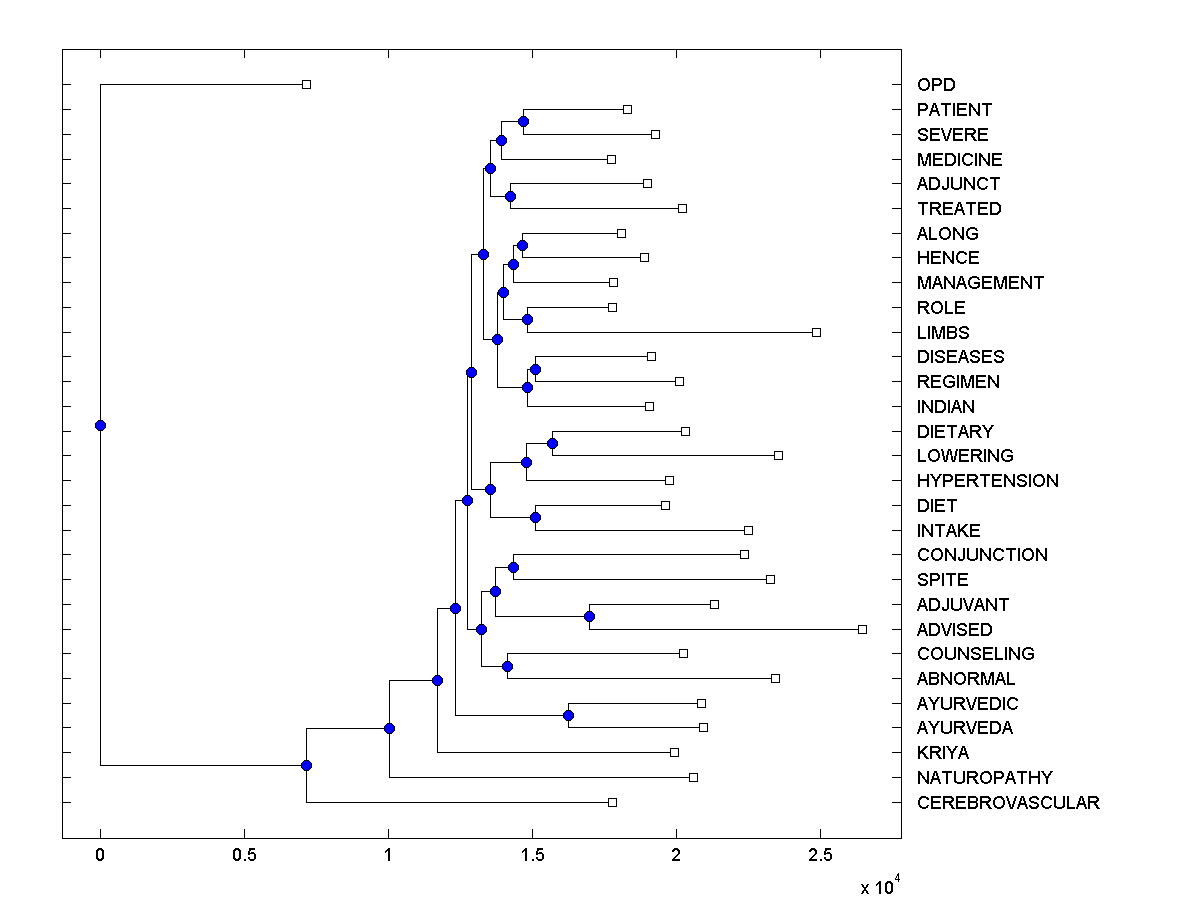 OPD
PATIENT
SEVERE
MEDICINE
ADJUNCT
TREATED
ALONG
HENCE
MANAGEMENT
ROLE
LIMBS
DISEASES
REGIMEN
INDIAN
DIETARY
LOWERING
HYPERTENSION
DIET
INTAKE
CONJUNCTION
SPITE
ADJUVANT
ADVISED
COUNSELING
ABNORMAL
AYURVEDIC
AYURVEDA
KRIYA
NATUROPATHY
CEREBROVASCULAR
0 0.5 1 1.5 2 2.5
x 10^4